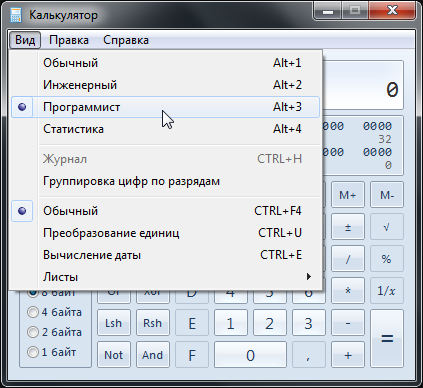 Калькулятор
Вид Правка Справка
Обычный Alt+1
Инженерный Alt+2
Программист Alt+3
Статистика Alt+4
Журнал CTRL+H
Группировка цифр по разрядам
Обычный CTRL+F4
Преобразование единиц CTRL+U
Вычисление даты CTRL+E
Листы
0
000 0000
32
000 0000
0
M+ M-
± √
/ %
8 байт Or Xor D 4 5 6 * 1/x
4 байта Lsh Rsh E 1 2 3 - =
2 байта
1 байт Not And F 0 , +